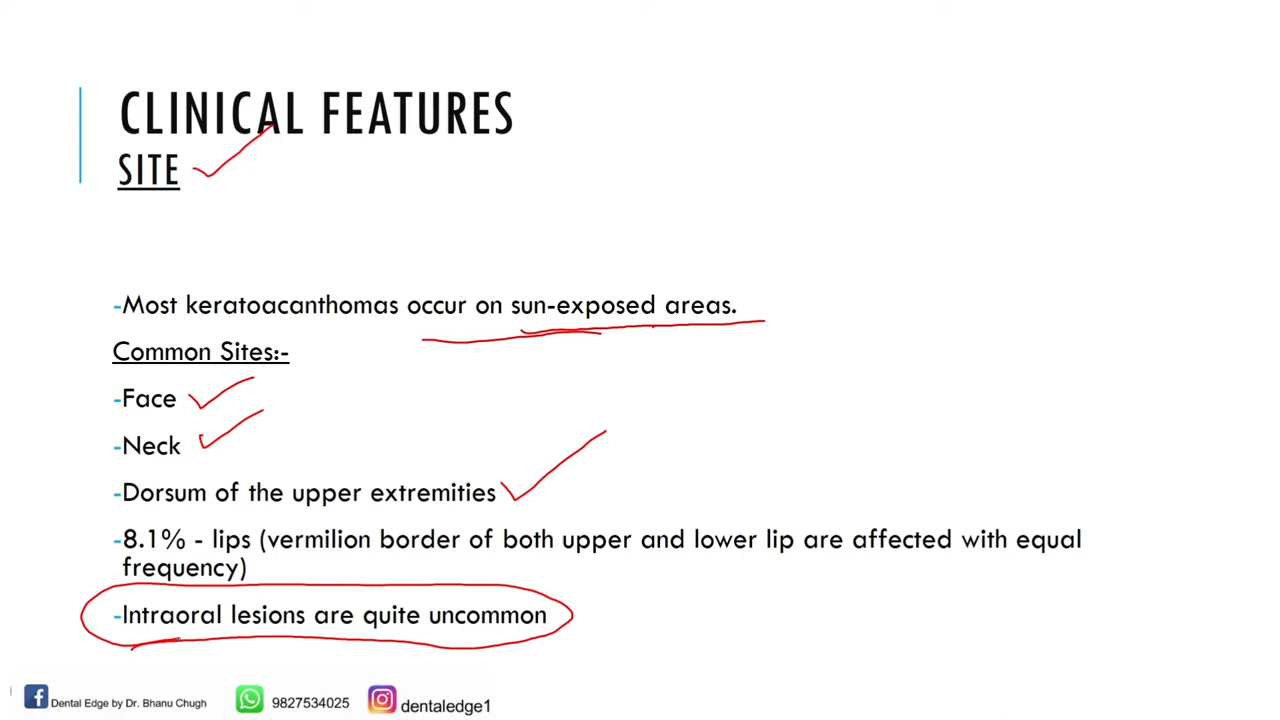 CLINICAL FEATURES
SITE
-Most keratoacanthomas occur on sun-exposed areas.
Common Sites:-
-Face
-Neck
-Dorsum of the upper extremities
-8.1% - lips (vermilion border of both upper and lower lip are affected with equal
frequency)
-Intraoral lesions are quite uncommon
Dental Edge by Dr. Bhanu Chugh 9827534025 dentaledge1